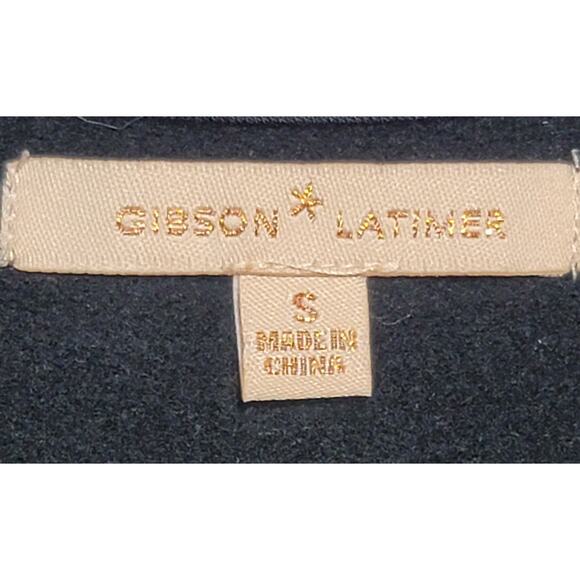 GIBSON * LATIMER
S
MADE IN
CHINA